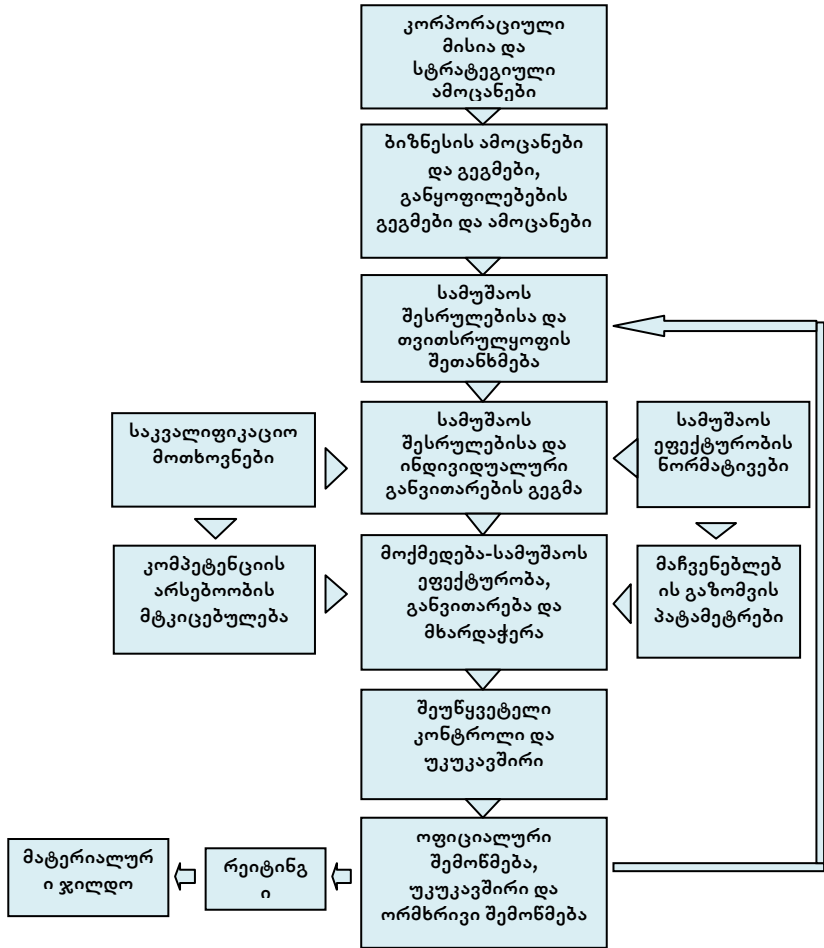 კორპორაციული
მისია და
სტრატეგიული
ამოცანები
ბიზნესის ამოცანები
და გეგმები,
განყოფილებების
გეგმები და ამოცანები
სამუშაოს
შესრულებისა და
თვითსრულყოფის
შეთანხმება
საკვალიფიკაციო
მოთხოვნები
სამუშაოს
შესრულებისა და
ინდივიდუალური
განვითარების გეგმა
სამუშაოს
ეფექტურობის
ნორმატივები
კომპეტენციის
არსებოობის
მტკიცებულება
მოქმედება-სამუშაოს
ეფექტურობა,
განვითარება და
მხარდაჭერა
მაჩვენებლებ
ის გაზომვის
პატამეტრები
შეუწყვეტელი
კონტროლი და
უკუკავშირი
მატერიალურ
ი ჯილდო
რეიტინგ
ი
ოფიციალური
შემოწმება,
უკუკავშირი და
ორმხრივი შემოწმება